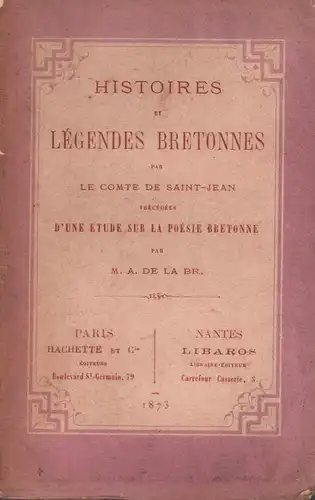 HISTOIRES
ET
LÉGENDES BRETONNES
PAR
LE COMTE DE SAINT-JEAN
PRÉCÉDÉES
D'UNE ETUDE SUR LA POÉSIE BRETONNE
PAR
M. A. DE LA BR.
PARIS
HACHETTE ET Cie
ÉDITEURS
Boulevard St-Germain, 79
NANTES
LIBAROS
LIBRAIRE-ÉDITEUR
Carrefour Casserie, 3
1873